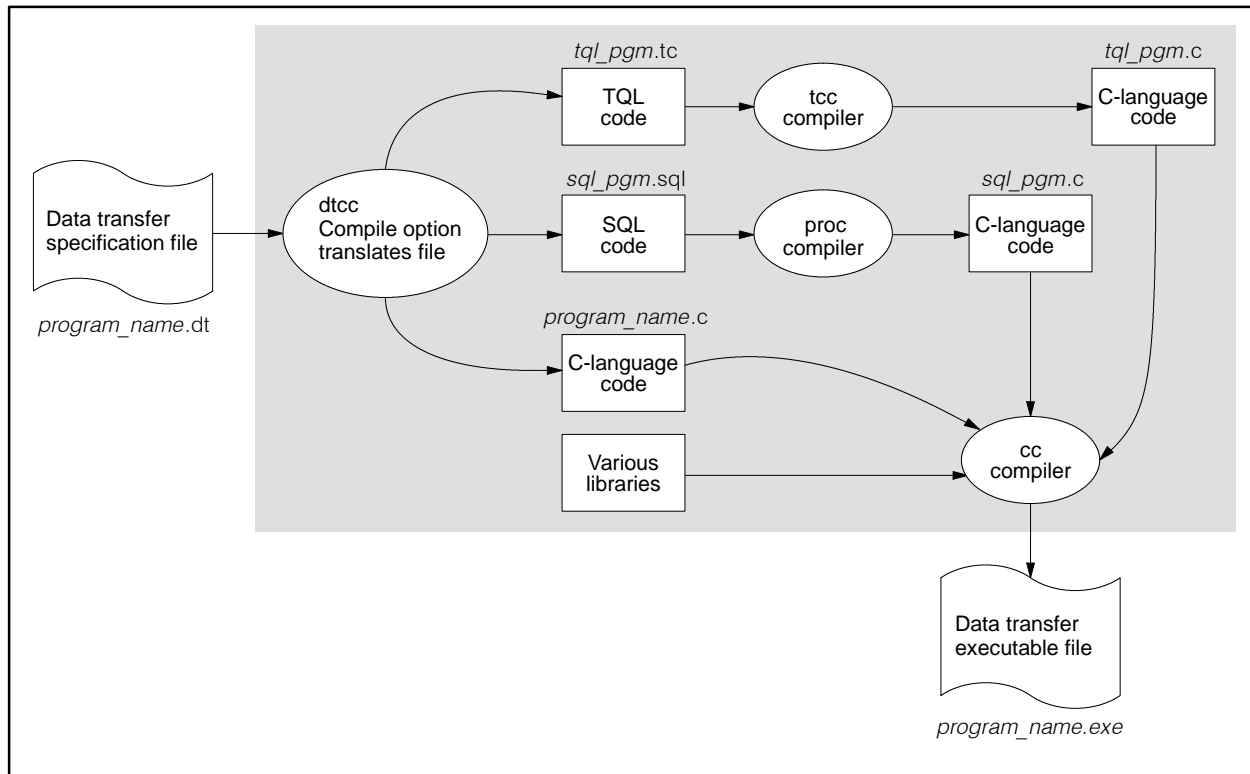 tql_pgm.tc
TQL
code
tcc
compiler
tql_pgm.c
C-language
code
Data transfer
specification file
program_name.dt
dtcc
Compile option
translates file
sql_pgm.sql
SQL
code
proc
compiler
sql_pgm.c
C-language
code
program_name.c
C-language
code
Various
libraries
cc
compiler
Data transfer
executable file
program_name.exe